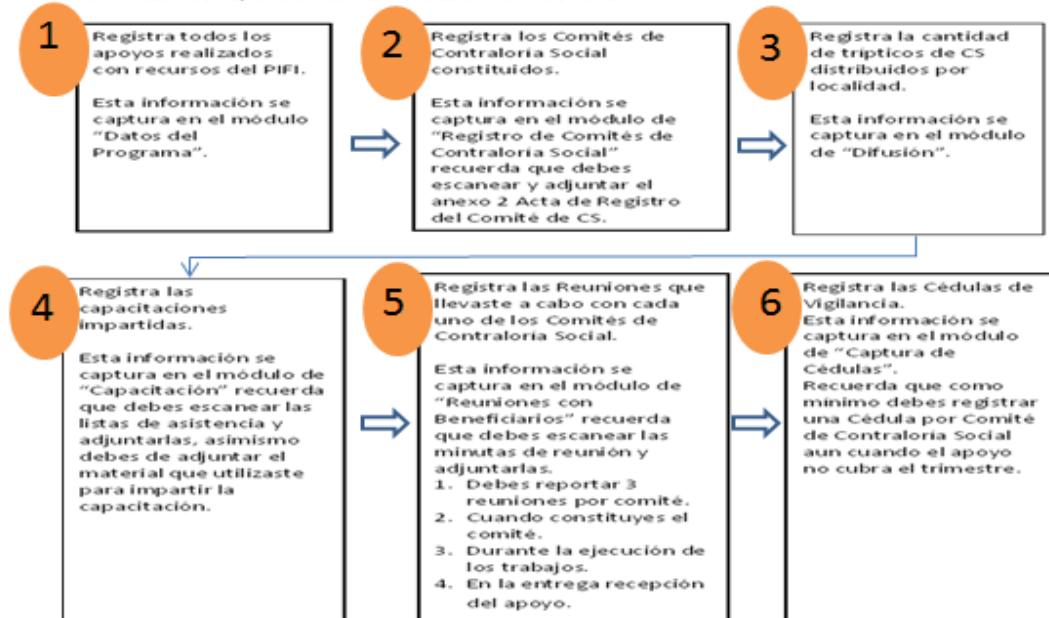 1
Registra todos los
apoyos realizados
con recursos del PIFI.
Esta información se
captura en el módulo
“Datos del
Programa”.
2
Registra los Comités de
Contraloría Social
constituidos.
Esta información se
captura en el módulo de
“Registro de Comités de
Contraloría Social”
recuerda que debes
escanear y adjuntar el
anexo 2 Acta de Registro
del Comité de CS.
3
Registra la cantidad
de trípticos de CS
distribuidos por
localidad.
Esta información se
captura en el módulo
de “Difusión”.
4
Registra las
capacitaciones
impartidas.
Esta información se
captura en el módulo de
“Capacitación” recuerda
que debes escanear las
listas de asistencia y
adjuntarlas, asimismo
debes de adjuntar el
material que utilizaste
para impartir la
capacitación.
5
Registra las Reuniones que
llevaste a cabo con cada
uno de los Comités de
Contraloría Social.
Esta información se
captura en el módulo de
“Reuniones con
Beneficiarios” recuerda
que debes escanear las
minutas de reunión y
adjuntarlas.
1. Debes reportar 3
reuniones por comité.
2. Cuando constituyes el
comité.
3. Durante la ejecución de
los trabajos.
4. En la entrega recepción
del apoyo.
6
Registra las Cédulas de
Vigilancia.
Esta información se
captura en el módulo
de “Captura de
Cédulas”.
Recuerda que como
mínimo debes registrar
una Cédula por Comité
de Contraloría Social
aun cuando el apoyo
no cubra el trimestre.